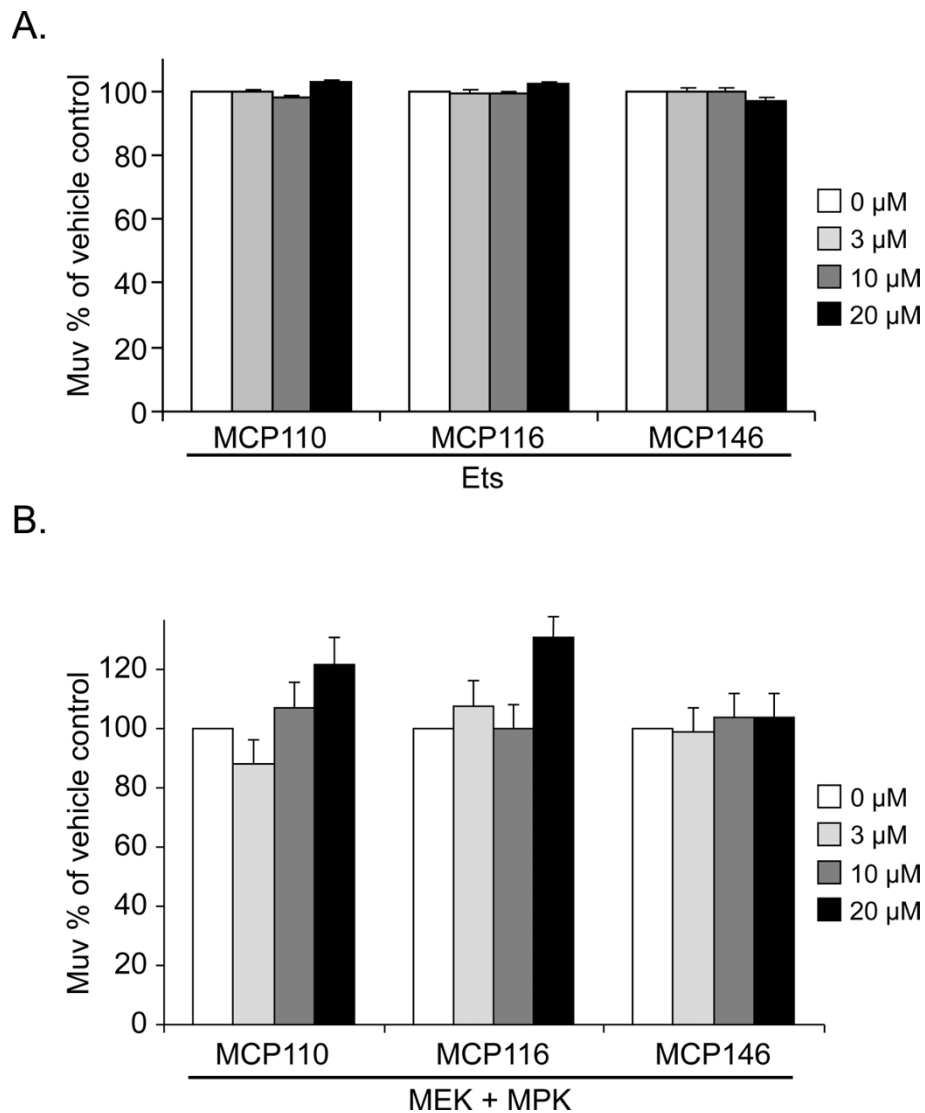 A.
Muv % of vehicle control
100
80
60
40
20
0
MCP110 MCP116 MCP146
Ets
0 µM
3 µM
10 µM
20 µM
B.
Muv % of vehicle control
120
100
80
60
40
20
0
MCP110 MCP116 MCP146
MEK + MPK
0 µM
3 µM
10 µM
20 µM